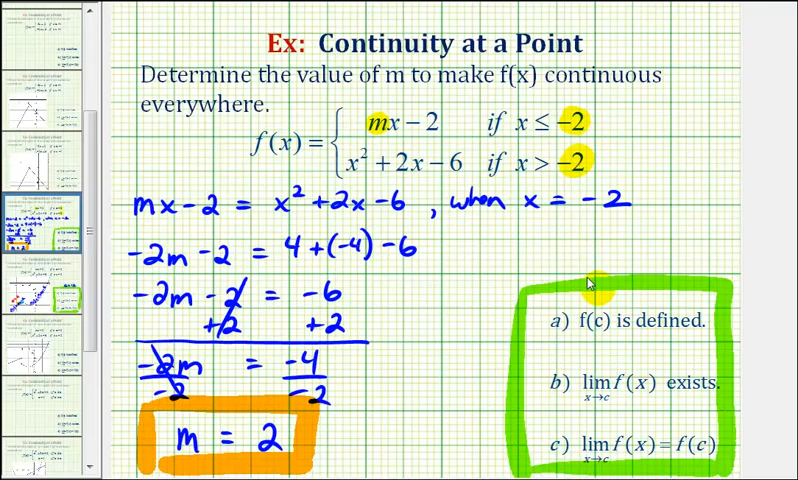 Ex: Continuity at a Point
Determine the value of m to make f(x) continuous
everywhere.
f(x) = { mx − 2 if x ≤ −2
x² + 2x − 6 if x > −2
mx − 2 = x² + 2x − 6 , when x = −2
−2m − 2 = 4 + (−4) − 6
−2m − 2 = −6
+2 +2
−2m = −4
−2 −2
m = 2
a) f(c) is defined.
b) lim f(x) exists.
x→c
c) lim f(x) = f(c)
x→c